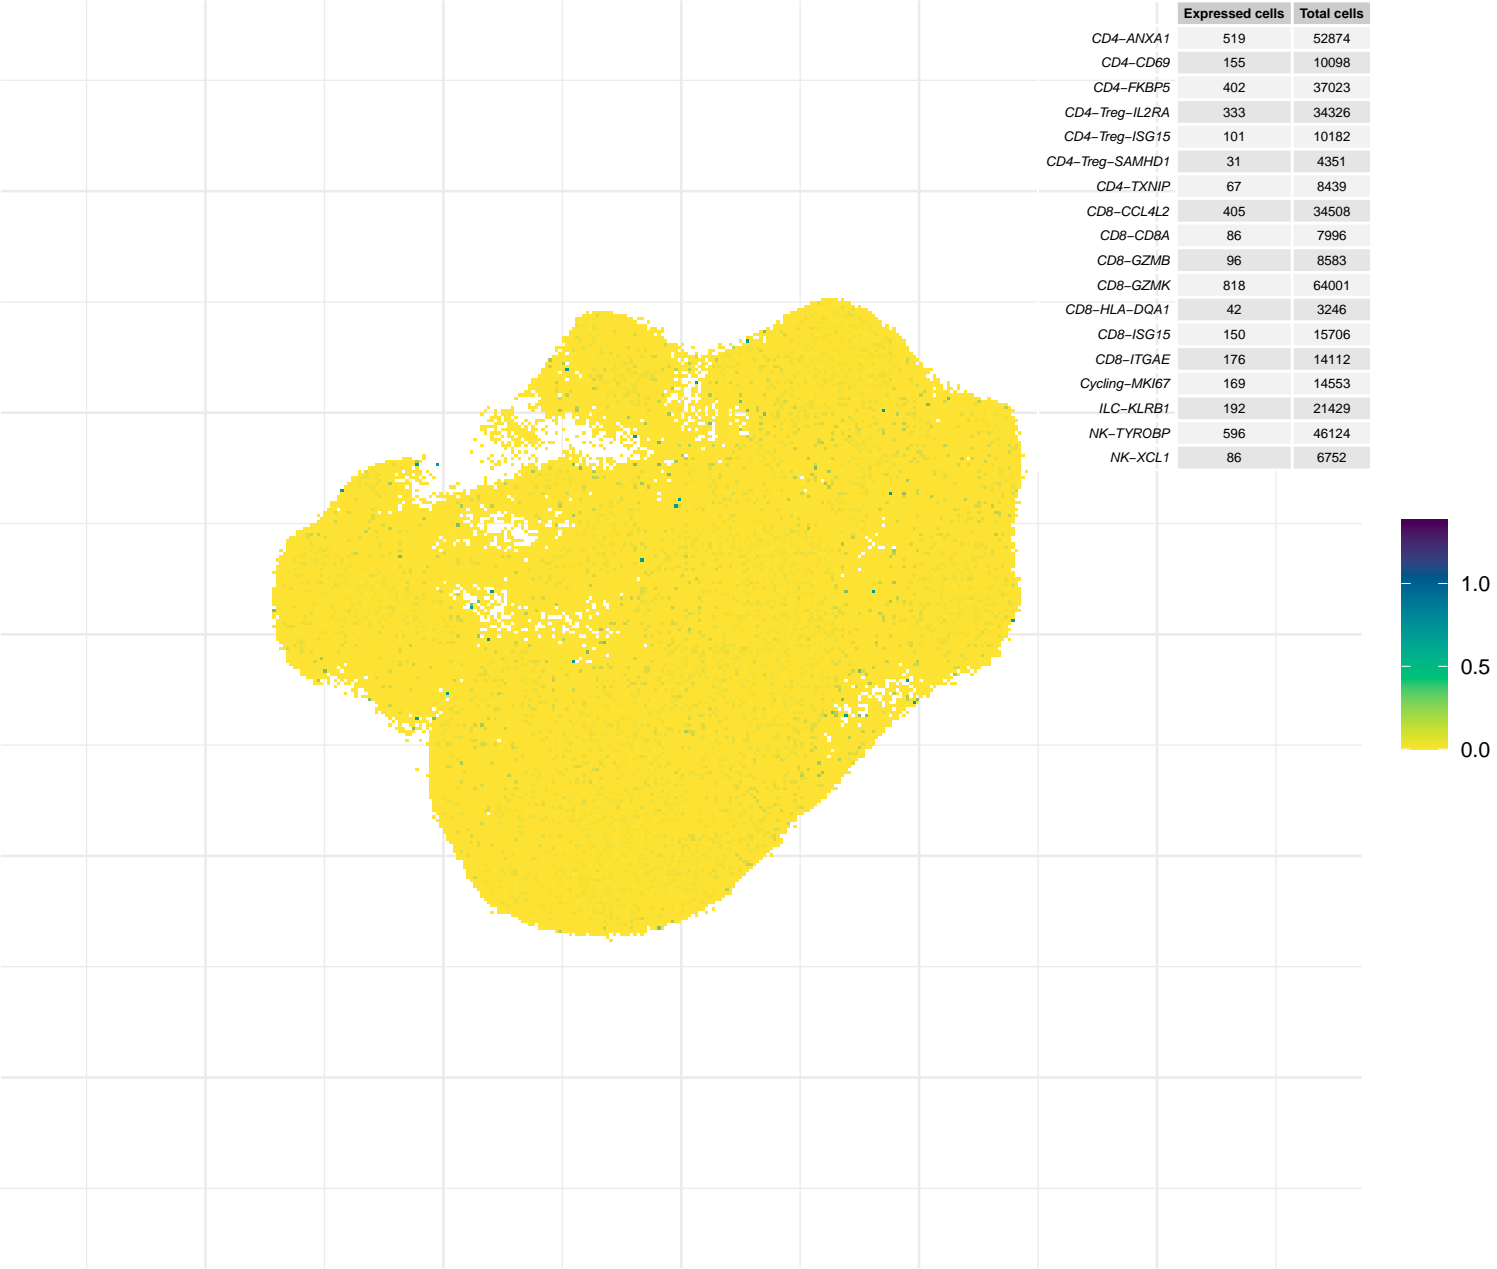 Expressed cells Total cells
CD4−ANXA1 519 52874
CD4−CD69 155 10098
CD4−FKBP5 402 37023
CD4−Treg−IL2RA 333 34326
CD4−Treg−ISG15 101 10182
CD4−Treg−SAMHD1 31 4351
CD4−TXNIP 67 8439
CD8−CCL4L2 405 34508
CD8−CD8A 86 7996
CD8−GZMB 96 8583
CD8−GZMK 818 64001
CD8−HLA−DQA1 42 3246
CD8−ISG15 150 15706
CD8−ITGAE 176 14112
Cycling−MKI67 169 14553
ILC−KLRB1 192 21429
NK−TYROBP 596 46124
NK−XCL1 86 6752
1.0
0.5
0.0